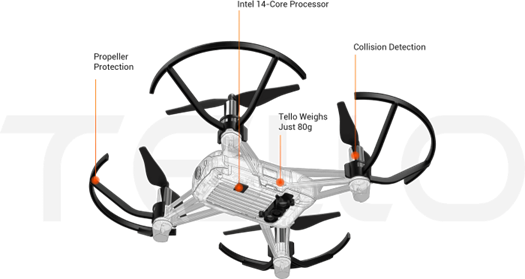 Intel 14-Core Processor
Propeller
Protection
Collision Detection
Tello Weighs
Just 80g
TELLO